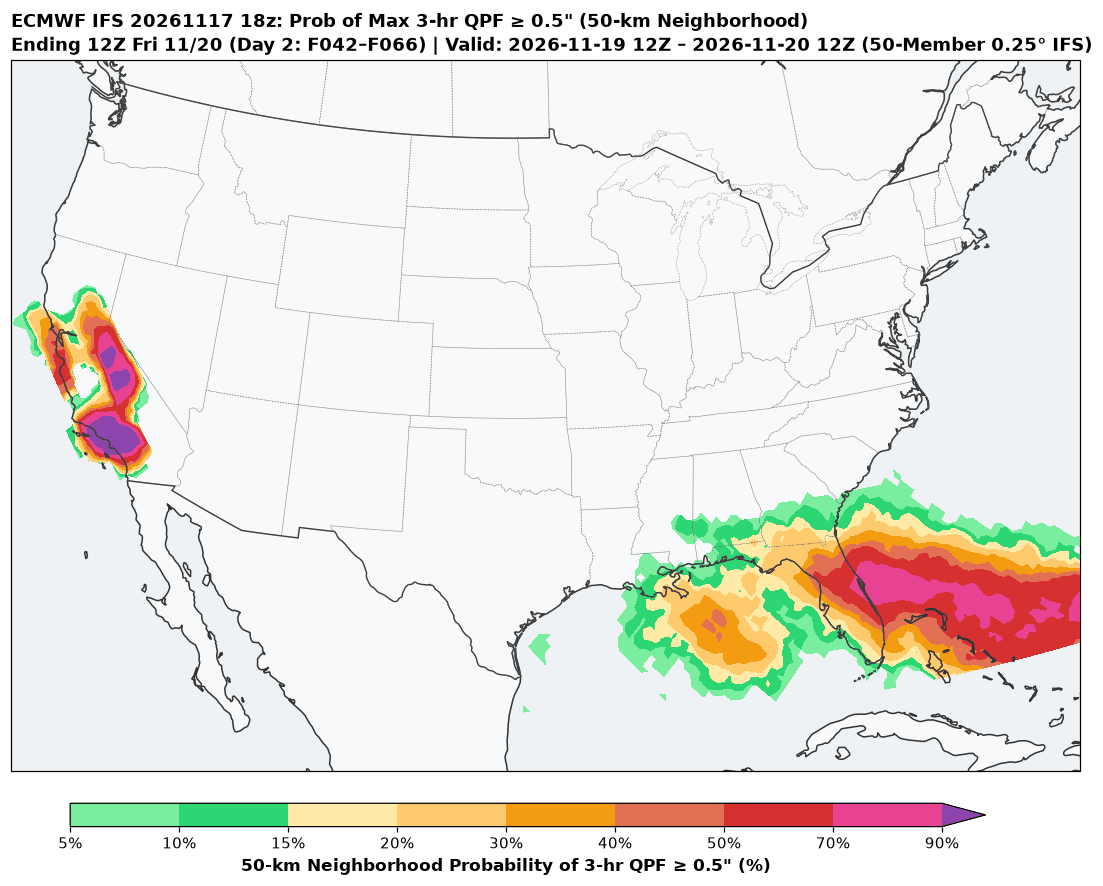 ECMWF IFS 20261117 18z: Prob of Max 3-hr QPF ≥ 0.5" (50-km Neighborhood)
Ending 12Z Fri 11/20 (Day 2: F042–F066) | Valid: 2026-11-19 12Z – 2026-11-20 12Z (50-Member 0.25° IFS)
5% 10% 15% 20% 30% 40% 50% 70% 90%
50-km Neighborhood Probability of 3-hr QPF ≥ 0.5" (%)